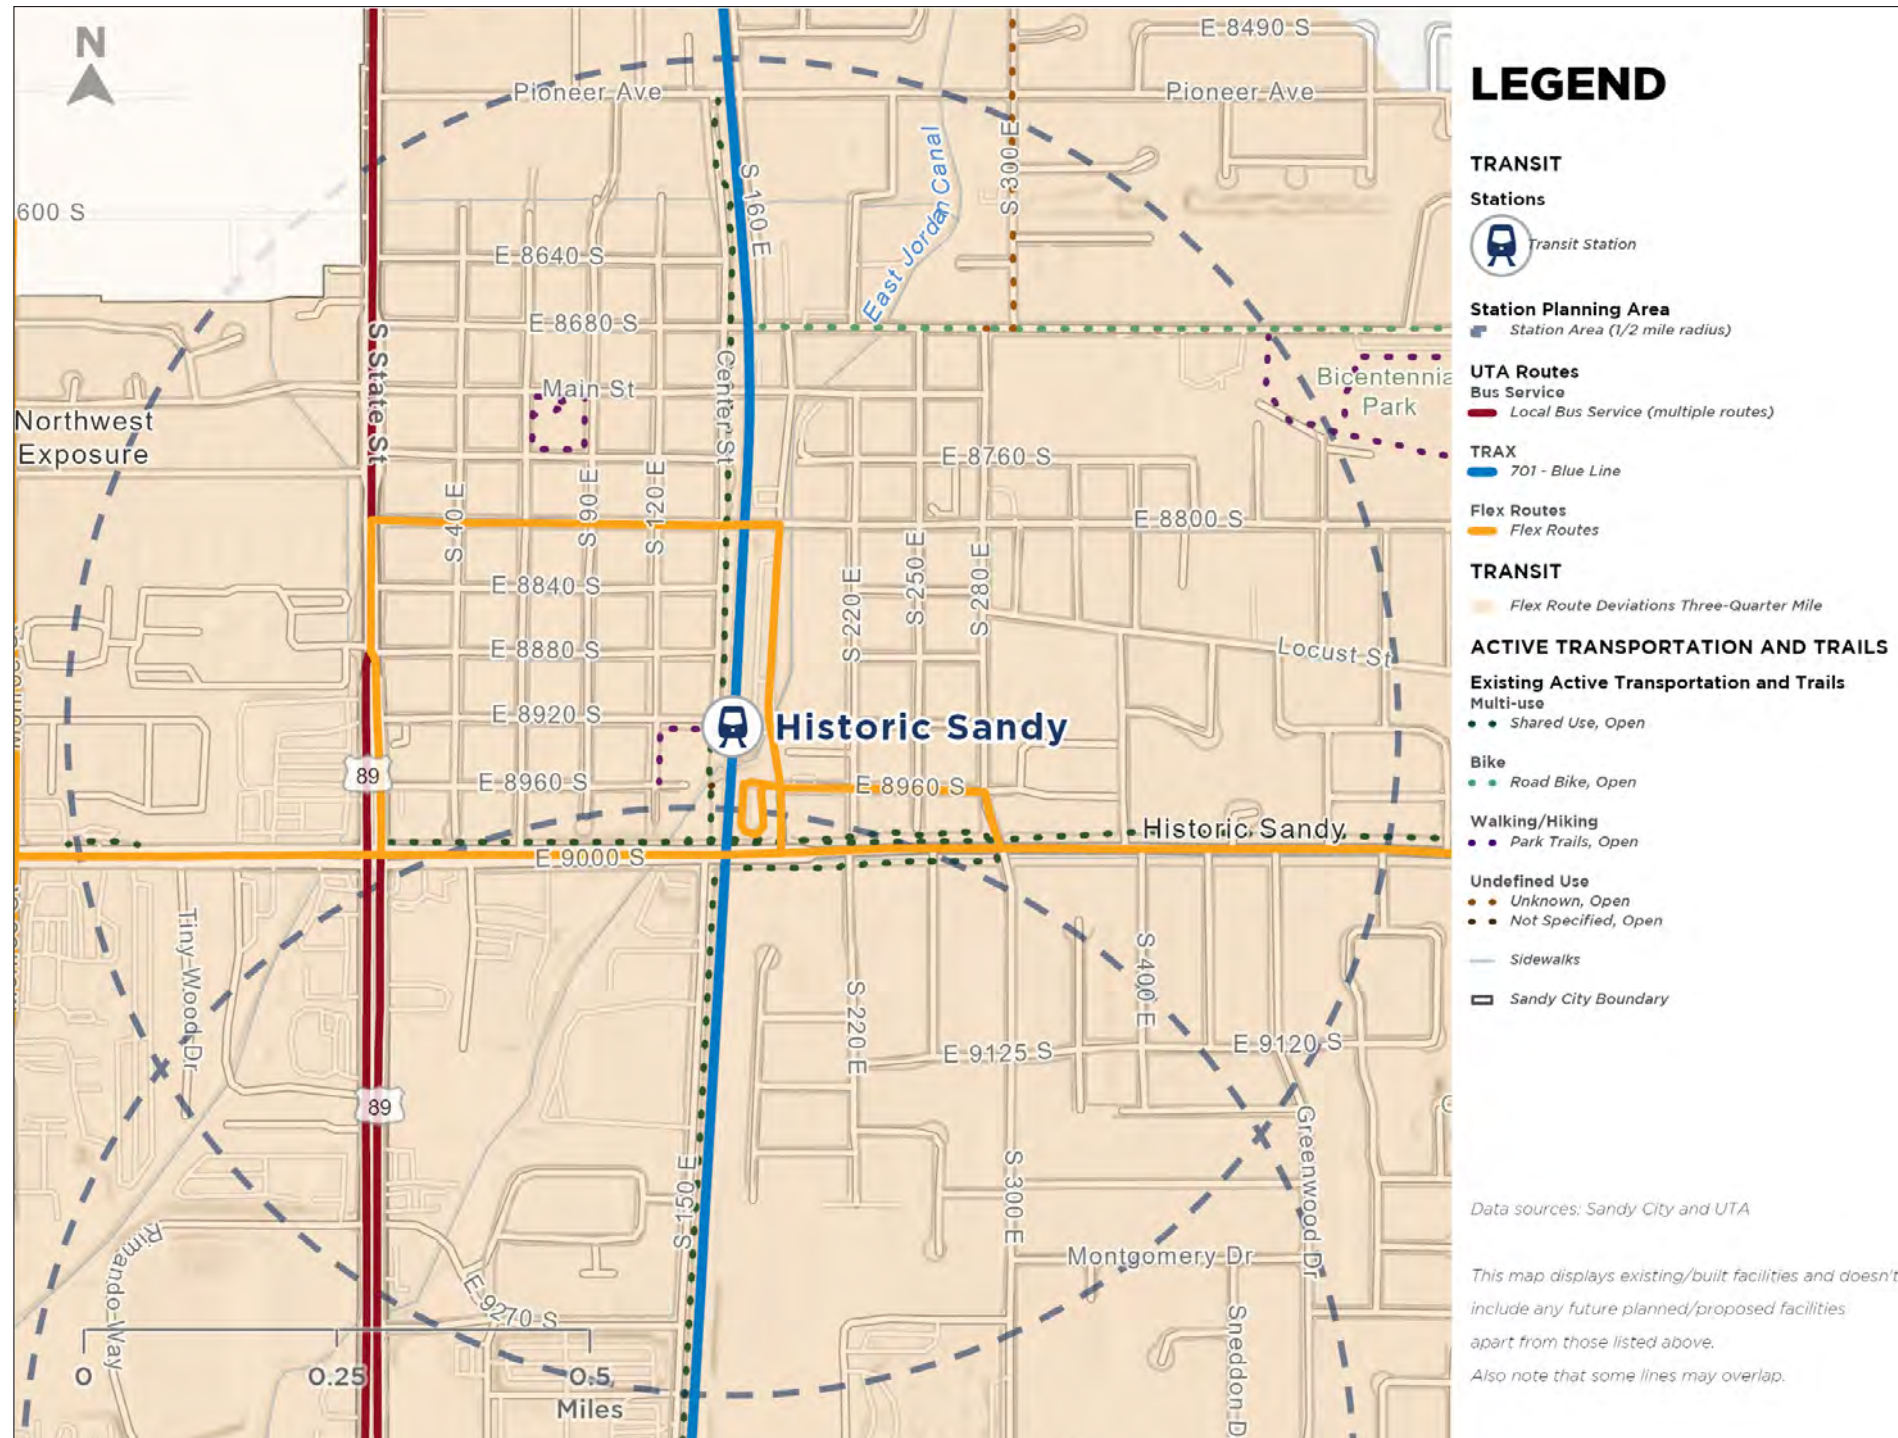 N
E 8490 S
Pioneer Ave
Pioneer Ave
S 160 E
East Jordan Canal
S 300 E
600 S
E 8640 S
E 8680 S
S State St
Center St
Main St
Bicentennia
Park
Northwest
Exposure
E 8760 S
S 40 E
S 90 E
S 120 E
E 8800 S
S 220 E
S 250 E
S 280 E
E 8840 S
E 8880 S
Locust St
E 8920 S
Historic Sandy
89
E 8960 S
E 8960 S
Historic Sandy
E 9000 S
Tiny Wood Dr
S 220 E
S 400 E
E 9125 S
E 9120 S
89
Greenwood Dr
S 150 E
S 300 E
Rimando Way
Montgomery Dr
E 9270 S
Sneddon D
0
0.25
0.5
Miles
LEGEND
TRANSIT
Stations
Transit Station
Station Planning Area
Station Area (1/2 mile radius)
UTA Routes
Bus Service
Local Bus Service (multiple routes)
TRAX
701 - Blue Line
Flex Routes
Flex Routes
TRANSIT
Flex Route Deviations Three-Quarter Mile
ACTIVE TRANSPORTATION AND TRAILS
Existing Active Transportation and Trails
Multi-use
Shared Use, Open
Bike
Road Bike, Open
Walking/Hiking
Park Trails, Open
Undefined Use
Unknown, Open
Not Specified, Open
Sidewalks
Sandy City Boundary
Data sources: Sandy City and UTA
This map displays existing/built facilities and doesn't
include any future planned/proposed facilities
apart from those listed above.
Also note that some lines may overlap.